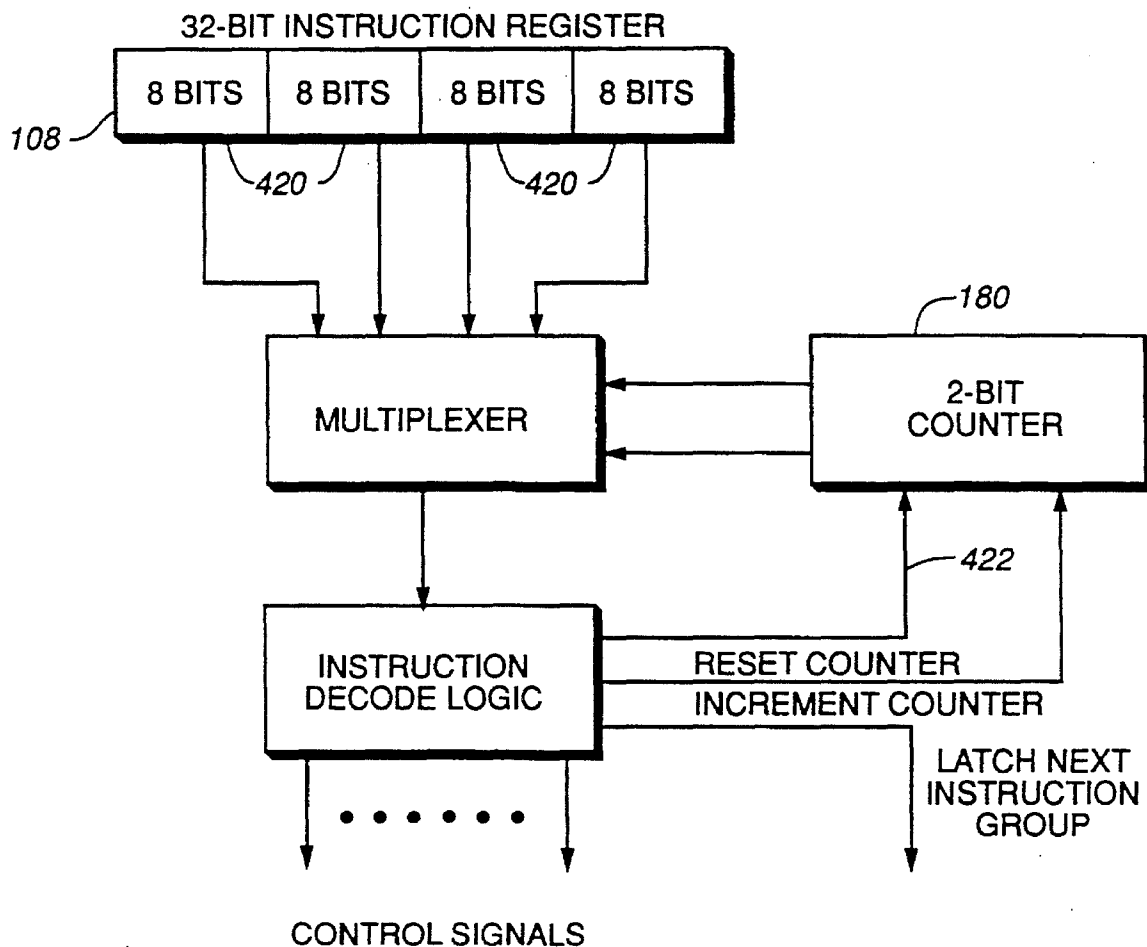 32-BIT INSTRUCTION REGISTER
8 BITS 8 BITS 8 BITS 8 BITS
108
420 420
180
MULTIPLEXER
2-BIT
COUNTER
422
INSTRUCTION
DECODE LOGIC
RESET COUNTER
INCREMENT COUNTER
LATCH NEXT
INSTRUCTION
GROUP
CONTROL SIGNALS